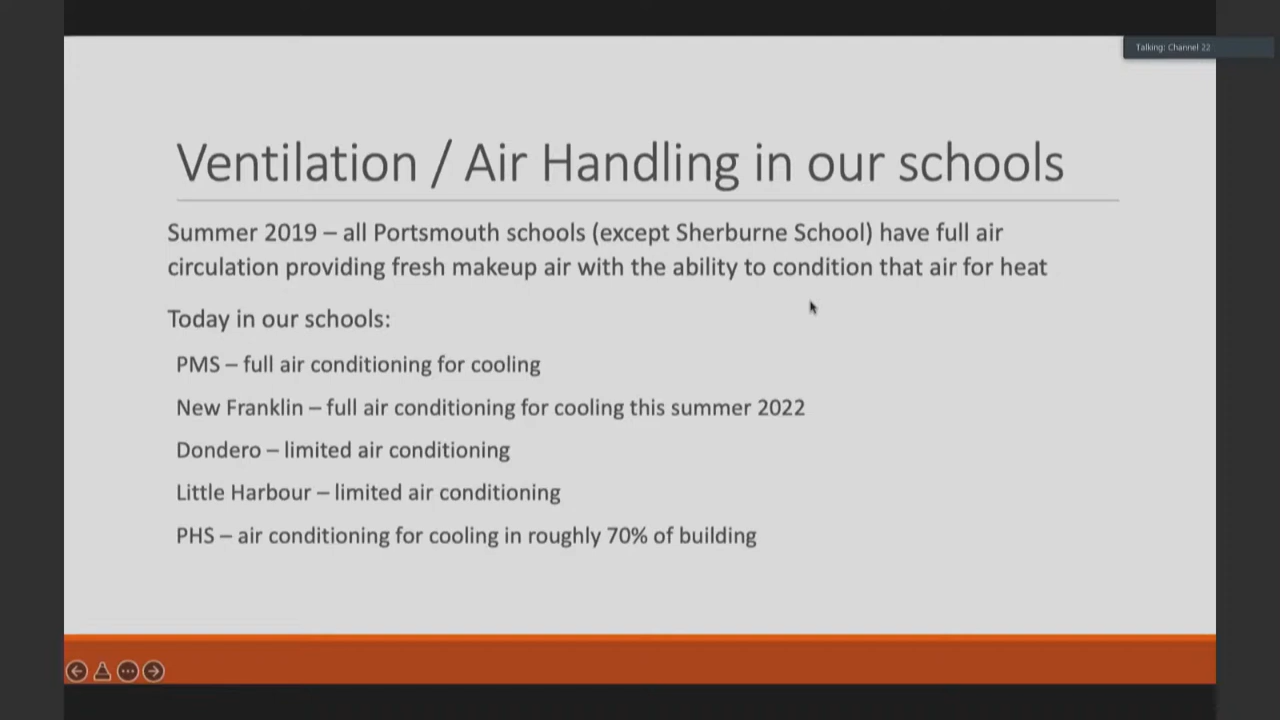 Talking: Channel 22
Ventilation / Air Handling in our schools
Summer 2019 – all Portsmouth schools (except Sherburne School) have full air
circulation providing fresh makeup air with the ability to condition that air for heat
Today in our schools:
PMS – full air conditioning for cooling
New Franklin – full air conditioning for cooling this summer 2022
Dondero – limited air conditioning
Little Harbour – limited air conditioning
PHS – air conditioning for cooling in roughly 70% of building